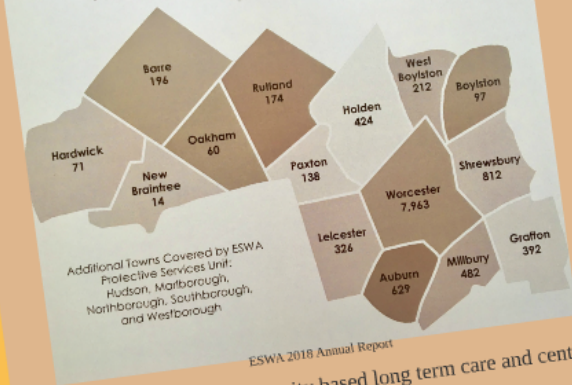 Barre
196
Rutland
174
Holden
424
West
Boylston
212
Boylston
97
Hardwick
71
Oakham
60
New
Braintree
14
Paxton
138
Worcester
7,963
Shrewsbury
812
Leicester
326
Auburn
629
Millbury
482
Grafton
392
Additional Towns Covered by ESWA
Protective Services Unit:
Hudson, Marlborough,
Northborough, Southborough,
and Westborough
ESWA 2018 Annual Report
based long term care and